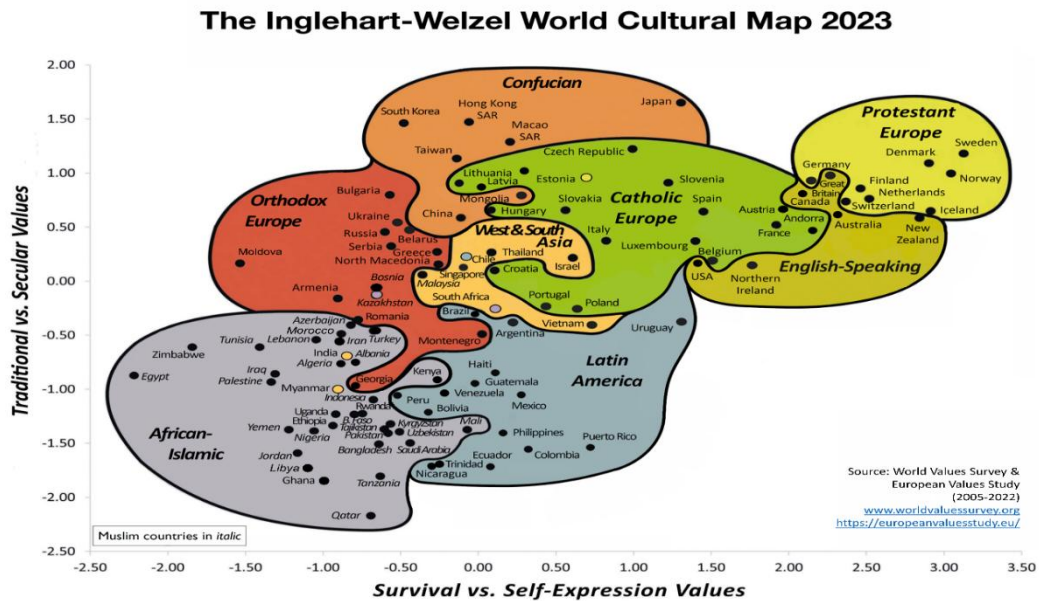 The Inglehart-Welzel World Cultural Map 2023
Traditional vs. Secular Values
2.00
1.50
1.00
0.50
0.00
-0.50
-1.00
-1.50
-2.00
-2.50
Confucian
Japan
South Korea
Hong Kong
SAR
Macao
SAR
Taiwan
China
Mongolia
Protestant
Europe
Sweden
Denmark
Norway
Germany
Finland
Netherlands
Switzerland
Iceland
Great
Britain
Canada
Australia
New
Zealand
USA
Northern
Ireland
English-Speaking
Czech Republic
Lithuania
Latvia
Estonia
Slovenia
Slovakia
Hungary
Catholic
Europe
Spain
Austria
Andorra
France
Italy
Luxembourg
Belgium
Croatia
Portugal
Poland
Orthodox
Europe
Bulgaria
Ukraine
Russia
Belarus
Serbia
Greece
North Macedonia
Moldova
Bosnia
Armenia
Kazakhstan
Romania
Montenegro
Georgia
West & South
Asia
Thailand
Chile
Singapore
Israel
Malaysia
South Africa
Vietnam
Brazil
Argentina
Uruguay
Latin
America
Haiti
Guatemala
Venezuela
Mexico
Peru
Bolivia
Philippines
Puerto Rico
Ecuador
Colombia
Trinidad
Nicaragua
Azerbaijan
Morocco
Lebanon
Iran
Turkey
Tunisia
Zimbabwe
India
Albania
Algeria
Iraq
Palestine
Egypt
Myanmar
Indonesia
Kenya
Rwanda
Uganda
B. Faso
Ethiopia
Tajikistan
Kyrgyzstan
Mali
Yemen
Nigeria
Pakistan
Uzbekistan
Bangladesh
Saudi Arabia
African-
Islamic
Jordan
Libya
Ghana
Tanzania
Qatar
Muslim countries in italic
Source: World Values Survey &
European Values Study
(2005-2022)
www.worldvaluessurvey.org
https://europeanvaluesstudy.eu/
-2.50 -2.00 -1.50 -1.00 -0.50 0.00 0.50 1.00 1.50 2.00 2.50 3.00 3.50
Survival vs. Self-Expression Values